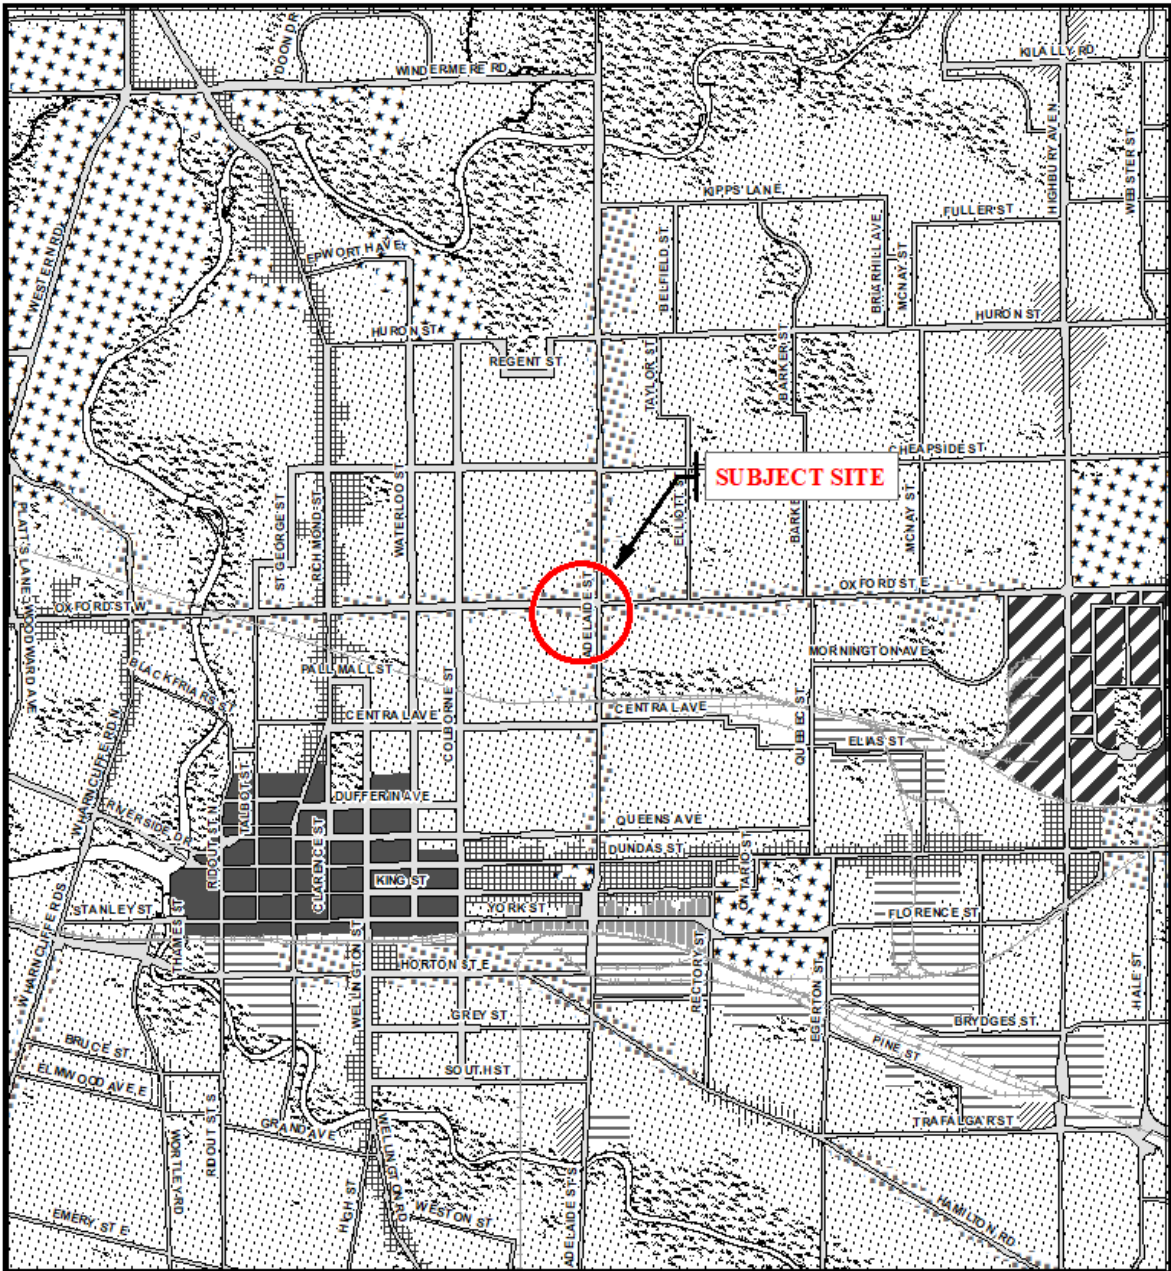 DOON DR
WINDERMERE RD
KILALLY RD
HIGHBURY AVE N
WEBSTER ST
KIPPS LANE
FULLER ST
WESTERN RD
EPWORTH AVE
BELFIELD ST
BRIARHILL AVE
MCNAY ST
HURON ST
HURON ST
REGENT ST
TAYLOR ST
BARKER ST
CHEAPSIDE ST
SUBJECT SITE
PLATT'S LANE
WOODWARD AVE
ST GEORGE ST
RICHMOND ST
WATERLOO ST
ELLIOTT S
BARKE
MCNAY ST
OXFORD ST W
ADELAIDE ST
OXFORD ST E
BLACKFRIARS ST
PALL MALL ST
MORNINGTON AVE
CENTRAL AVE
COLBORNE ST
CENTRAL AVE
QUEBEC ST
ELIAS ST
WHARNCLIFFE RD N
RIVERSIDE DR
TALBOT ST
DUFFERIN AVE
QUEENS AVE
RIDOUT ST N
CLARENCE ST
DUNDAS ST
KING ST
ONTARIO ST
STANLEY ST
YORK ST
FLORENCE ST
WHARNCLIFFE RD S
THAMES ST
WELLINGTON ST
HORTON ST E
RECTORY ST
EGERTON ST
HALE ST
GREY ST
BRYDGES ST
BRUCE ST
PINE ST
ELMWOOD AVE E
SOUTH ST
GRAND AVE
TRAFALGAR ST
WORTLEY RD
RIDOUT ST S
HIGH ST
WELLINGTON RD
WESTON ST
ADELAIDE ST S
HAMILTON RD
EMERY ST E